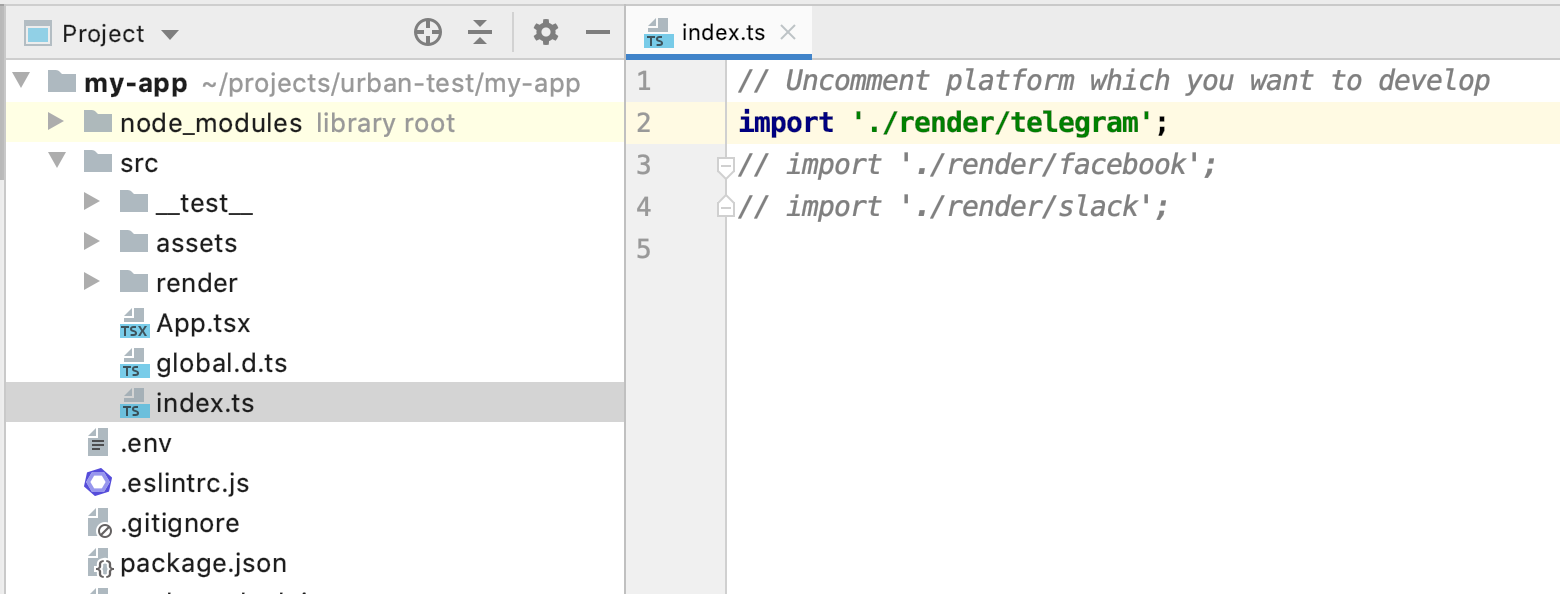 Project
my-app ~/projects/urban-test/my-app
node_modules library root
src
__test__
assets
render
TSX App.tsx
TS global.d.ts
TS index.ts
.env
.eslintrc.js
.gitignore
package.json
TS index.ts
1 // Uncomment platform which you want to develop
2 import './render/telegram';
3 // import './render/facebook';
4 // import './render/slack';
5